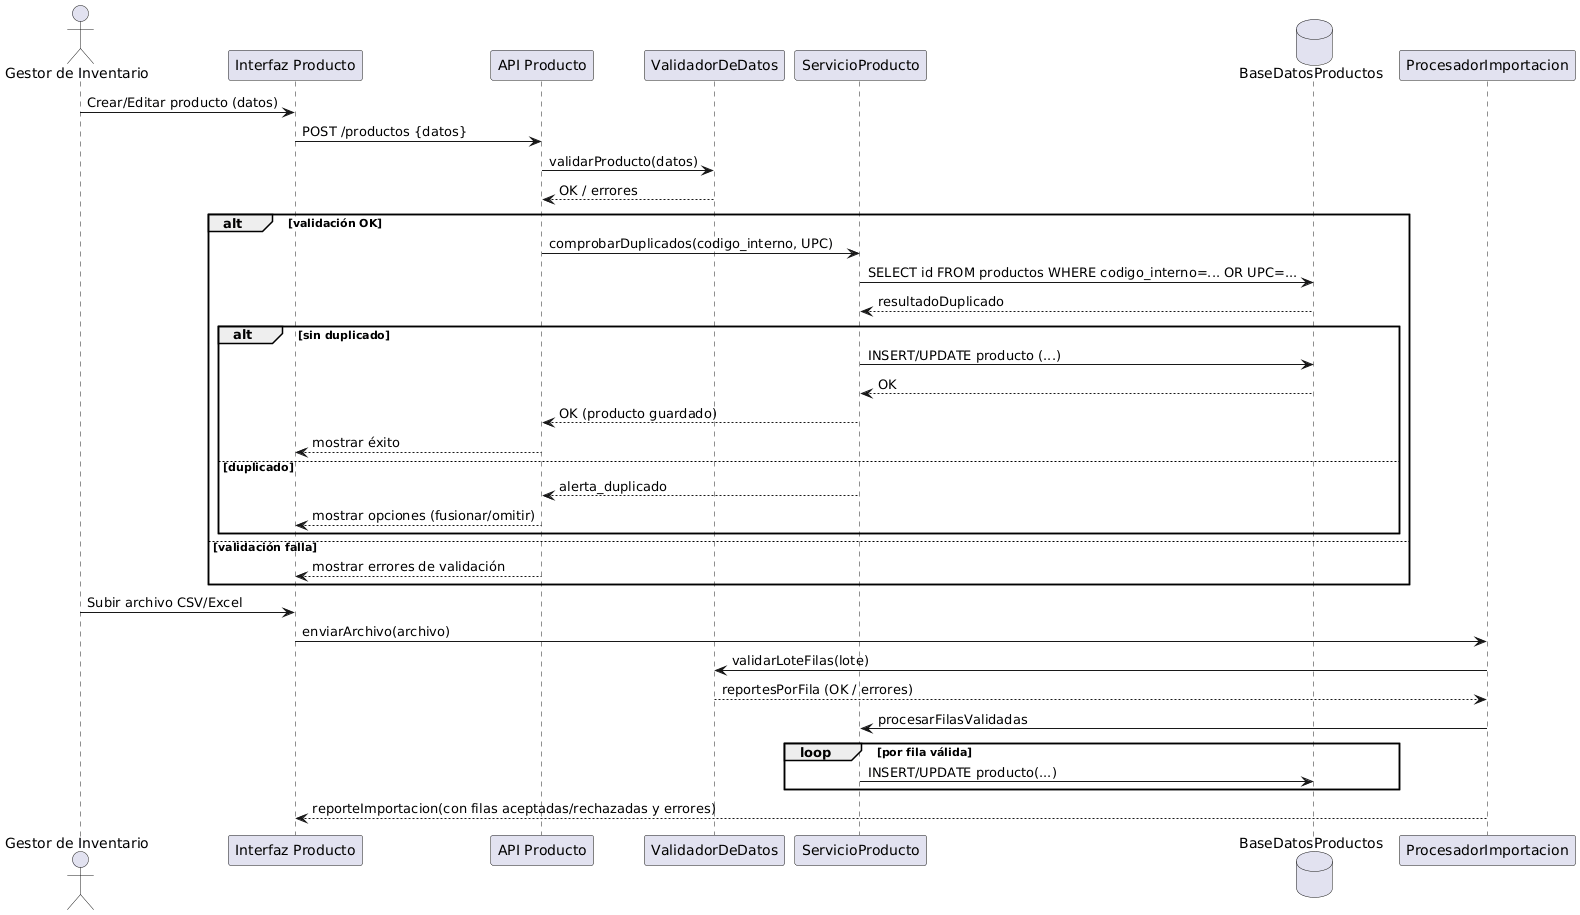 Gestor de Inventario
Interfaz Producto
API Producto
ValidadorDeDatos
ServicioProducto
BaseDatosProductos
ProcesadorImportacion
Crear/Editar producto (datos)
POST /productos {datos}
validarProducto(datos)
OK / errores
alt
[validación OK]
comprobarDuplicados(codigo_interno, UPC)
SELECT id FROM productos WHERE codigo_interno=... OR UPC=...
resultadoDuplicado
alt
[sin duplicado]
INSERT/UPDATE producto (...)
OK
OK (producto guardado)
mostrar éxito
[duplicado]
alerta_duplicado
mostrar opciones (fusionar/omitir)
[validación falla]
mostrar errores de validación
Subir archivo CSV/Excel
enviarArchivo(archivo)
validarLoteFilas(lote)
reportesPorFila (OK / errores)
procesarFilasValidadas
loop
[por fila válida]
INSERT/UPDATE producto(...)
reporteImportacion(con filas aceptadas/rechazadas y errores)
Gestor de Inventario
Interfaz Producto
API Producto
ValidadorDeDatos
ServicioProducto
BaseDatosProductos
ProcesadorImportacion